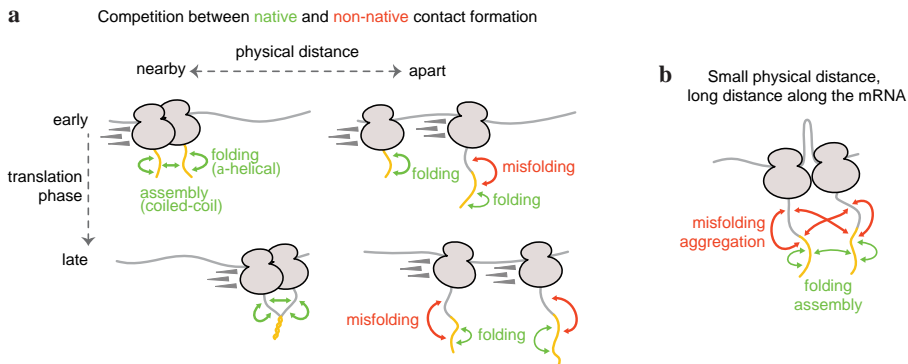 a
Competition between native and non-native contact formation
physical distance
nearby
apart
early
translation
phase
late
folding
(a-helical)
assembly
(coiled-coil)
folding
misfolding
folding
misfolding
folding
b
Small physical distance,
long distance along the mRNA
misfolding
aggregation
folding
assembly